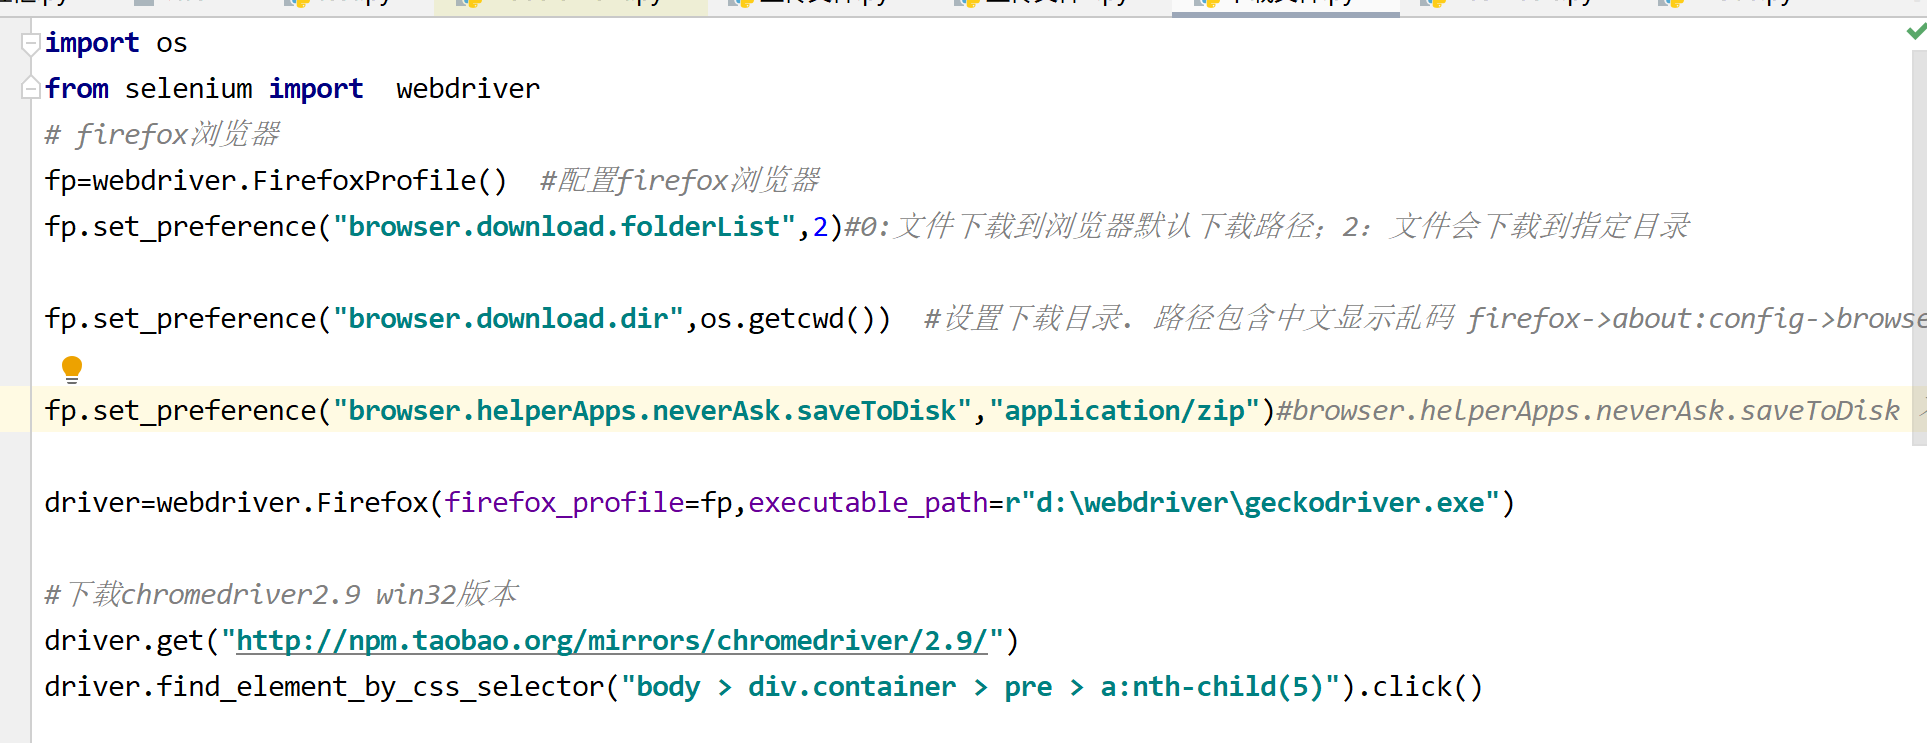 import os
from selenium import  webdriver
# firefox浏览器
fp=webdriver.FirefoxProfile()  #配置firefox浏览器
fp.set_preference("browser.download.folderList",2)#0:文件下载到浏览器默认下载路径；2：文件会下载到指定目录
fp.set_preference("browser.download.dir",os.getcwd())  #设置下载目录. 路径包含中文显示乱码 firefox->about:config->browse
fp.set_preference("browser.helperApps.neverAsk.saveToDisk","application/zip")#browser.helperApps.neverAsk.saveToDisk
driver=webdriver.Firefox(firefox_profile=fp,executable_path=r"d:\webdriver\geckodriver.exe")
#下载chromedriver2.9 win32版本
driver.get("http://npm.taobao.org/mirrors/chromedriver/2.9/")
driver.find_element_by_css_selector("body > div.container > pre > a:nth-child(5)").click()